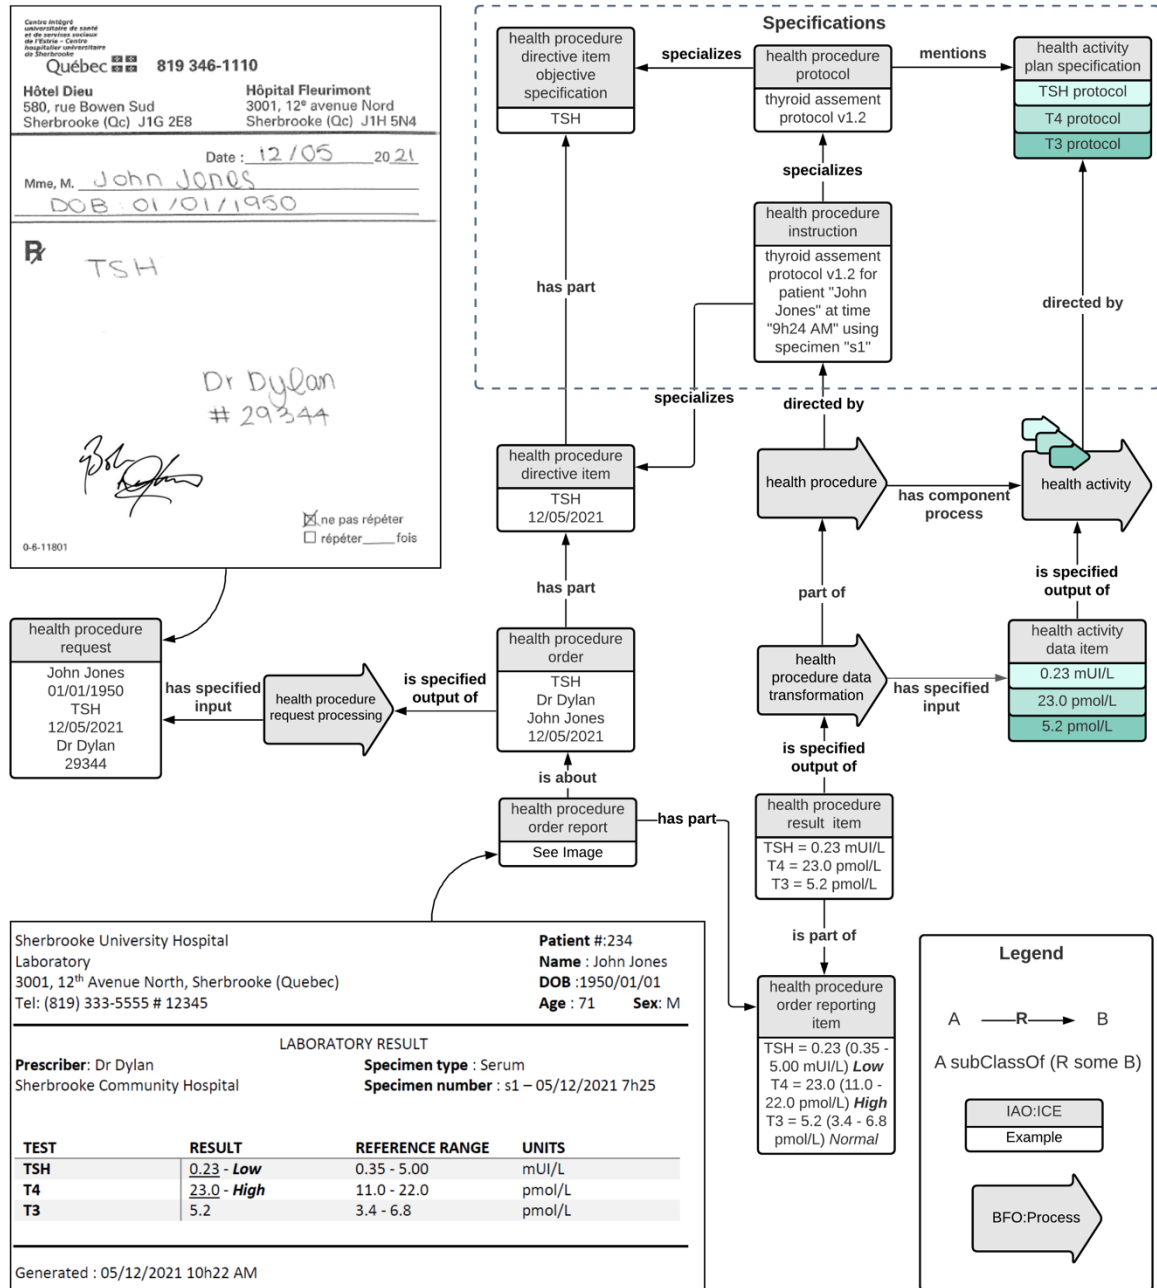 Centre intégré
universitaire de santé
et de services sociaux
de l'Estrie – Centre
hospitalier universitaire
de Sherbrooke
Québec 819 346-1110
Hôtel Dieu
580, rue Bowen Sud
Sherbrooke (Qc) J1G 2E8
Hôpital Fleurimont
3001, 12e avenue Nord
Sherbrooke (Qc) J1H 5N4
Date : 12/05 2021
Mme, M. John Jones
DOB : 01/01/1950
TSH
Dr Dylan
# 29344
ne pas répéter
répéter fois
0-6-11801
Specifications
health procedure
directive item
objective
specification
TSH
specializes
health procedure
protocol
thyroid assement
protocol v1.2
mentions
health activity
plan specification
TSH protocol
T4 protocol
T3 protocol
specializes
health procedure
instruction
thyroid assement
protocol v1.2 for
patient "John
Jones" at time
"9h24 AM" using
specimen "s1"
has part
directed by
specializes
directed by
health procedure
directive item
TSH
12/05/2021
health procedure
has component
process
health activity
has part
part of
is specified
output of
health procedure
request
John Jones
01/01/1950
TSH
12/05/2021
Dr Dylan
29344
has specified
input
health procedure
request processing
is specified
output of
health procedure
order
TSH
Dr Dylan
John Jones
12/05/2021
health
procedure data
transformation
has specified
input
health activity
data item
0.23 mUI/L
23.0 pmol/L
5.2 pmol/L
is about
is specified
output of
health procedure
order report
See Image
has part
health procedure
result item
TSH = 0.23 mUI/L
T4 = 23.0 pmol/L
T3 = 5.2 pmol/L
is part of
health procedure
order reporting
item
TSH = 0.23 (0.35 -
5.00 mUI/L) Low
T4 = 23.0 (11.0 -
22.0 pmol/L) High
T3 = 5.2 (3.4 - 6.8
pmol/L) Normal
Sherbrooke University Hospital
Laboratory
3001, 12th Avenue North, Sherbrooke (Quebec)
Tel: (819) 333-5555 # 12345
Patient #:234
Name : John Jones
DOB :1950/01/01
Age : 71 Sex: M
LABORATORY RESULT
Prescriber: Dr Dylan
Sherbrooke Community Hospital
Specimen type : Serum
Specimen number : s1 – 05/12/2021 7h25
TEST RESULT REFERENCE RANGE UNITS
TSH 0.23 - Low 0.35 - 5.00 mUI/L
T4 23.0 - High 11.0 - 22.0 pmol/L
T3 5.2 3.4 - 6.8 pmol/L
Generated : 05/12/2021 10h22 AM
Legend
A R B
A subClassOf (R some B)
IAO:ICE
Example
BFO:Process